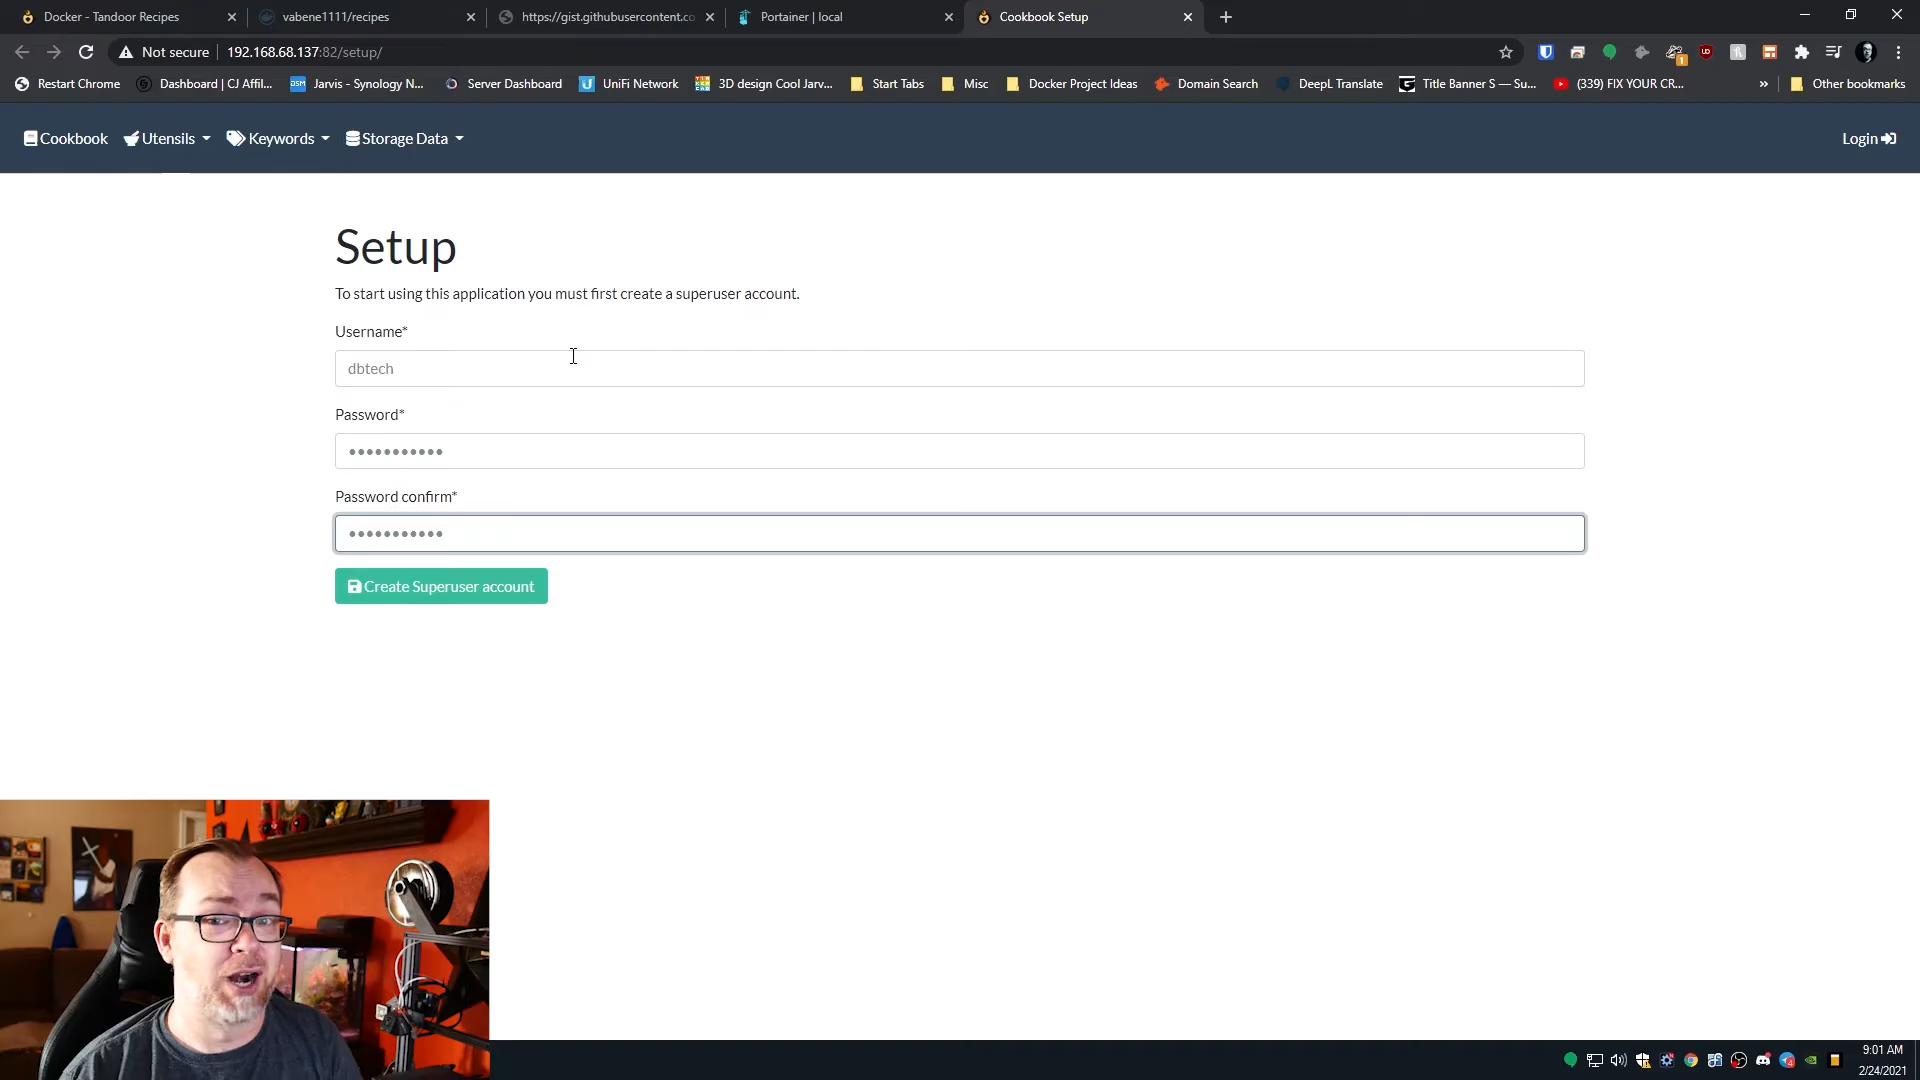 Docker - Tandoor Recipes
vabene1111/recipes
https://gist.githubusercontent.co
Portainer | local
Cookbook Setup
Not secure
192.168.68.137:82/setup/
Restart Chrome
Dashboard | CJ Affil...
Jarvis - Synology N...
Server Dashboard
UniFi Network
3D design Cool Jarv...
Start Tabs
Misc
Docker Project Ideas
Domain Search
DeepL Translate
Title Banner S — Su...
(339) FIX YOUR CR...
»
Other bookmarks
Cookbook
Utensils
Keywords
Storage Data
Login
Setup
To start using this application you must first create a superuser account.
Username*
dbtech
Password*
•••••••••••
Password confirm*
•••••••••••
Create Superuser account
9:01 AM
2/24/2021